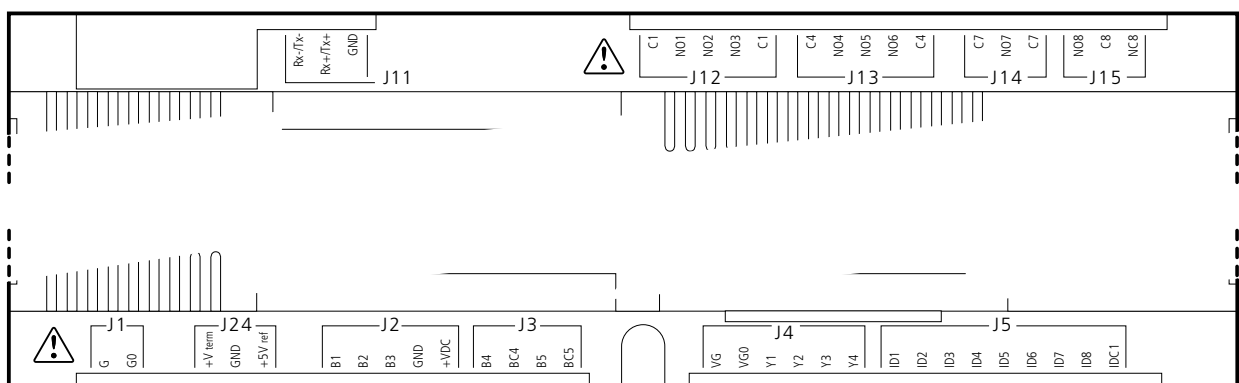 Rx-/Tx-
Rx+/Tx+
GND
J11
C1
NO1
NO2
NO3
C1
J12
C4
NO4
NO5
NO6
C4
J13
C7
NO7
C7
J14
NO8
C8
NC8
J15
J1
G
G0
J24
+V term
GND
+5V ref
J2
B1
B2
B3
GND
+VDC
J3
B4
BC4
B5
BC5
J4
VG
VG0
Y1
Y2
Y3
Y4
J5
ID1
ID2
ID3
ID4
ID5
ID6
ID7
ID8
IDC1